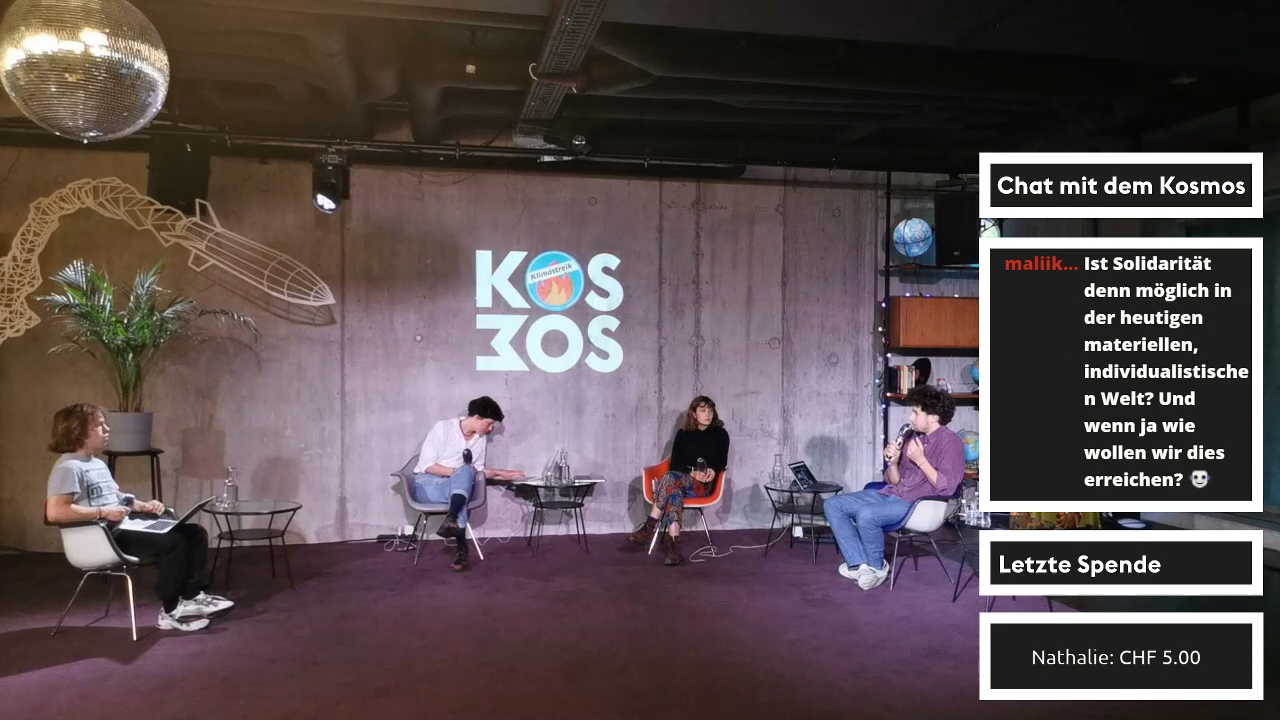 KOS
Klimastreik
MOS
Chat mit dem Kosmos
maliik... Ist Solidarität
denn möglich in
der heutigen
materiellen,
individualistische
n Welt? Und
wenn ja wie
wollen wir dies
erreichen? 💀
Letzte Spende
Nathalie: CHF 5.00